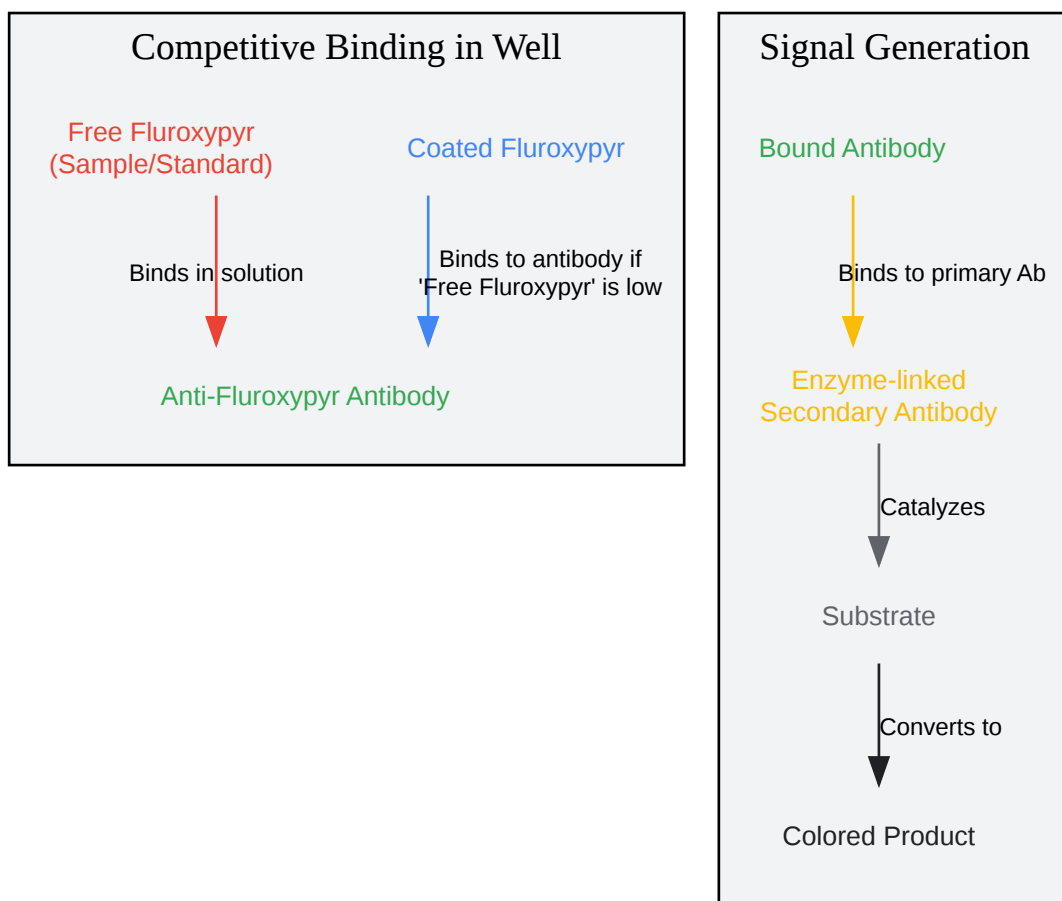 Competitive Binding in Well
Free Fluroxypyr
(Sample/Standard)
Coated Fluroxypyr
Binds in solution
Binds to antibody if
'Free Fluroxypyr' is low
Anti-Fluroxypyr Antibody
Signal Generation
Bound Antibody
Binds to primary Ab
Enzyme-linked
Secondary Antibody
Catalyzes
Substrate
Converts to
Colored Product